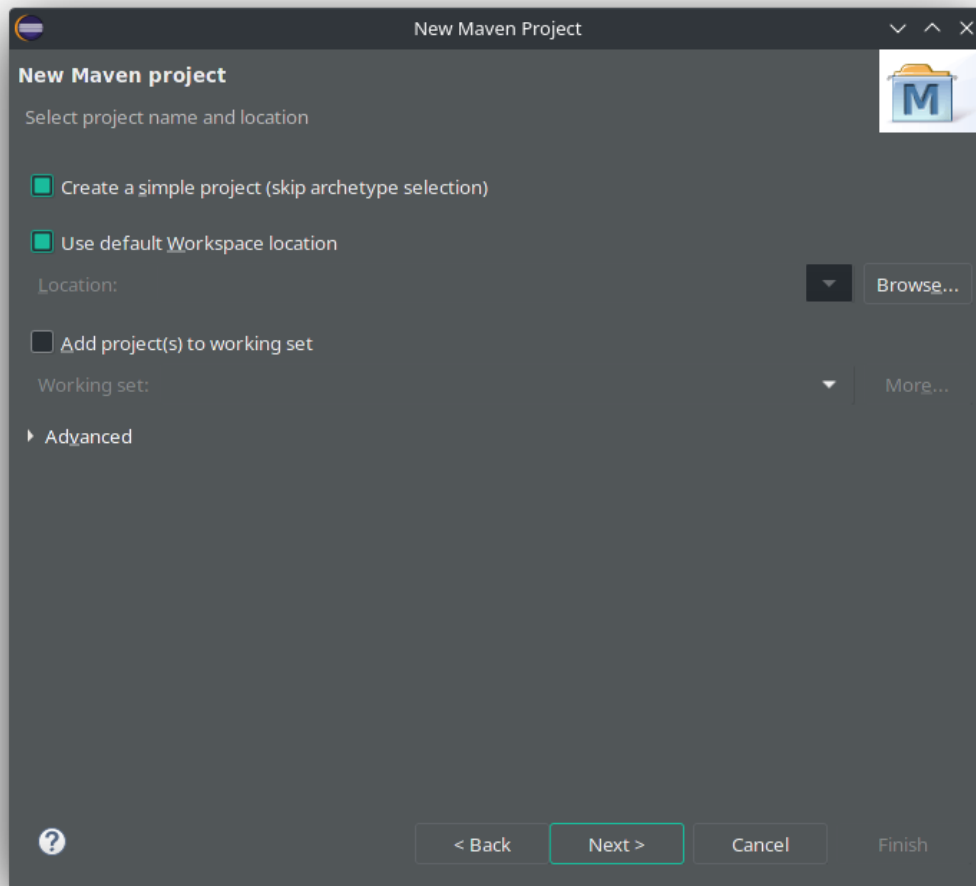 New Maven Project
New Maven project
M
Select project name and location
Create a simple project (skip archetype selection)
Use default Workspace location
Location:
Browse...
Add project(s) to working set
Working set:
More...
Advanced
?
< Back
Next >
Cancel
Finish